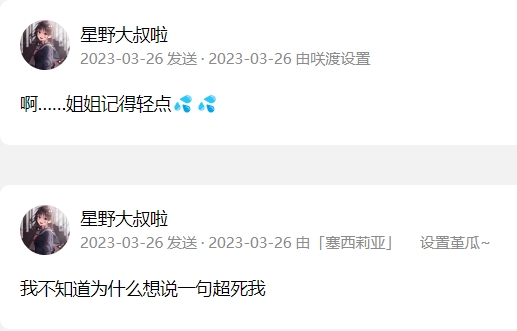 星野大叔啦
2023-03-26 发送 · 2023-03-26 由咲渡设置
啊……姐姐记得轻点💦 💦
星野大叔啦
2023-03-26 发送 · 2023-03-26 由「塞西莉亚」 设置堇瓜~
我不知道为什么想说一句超死我